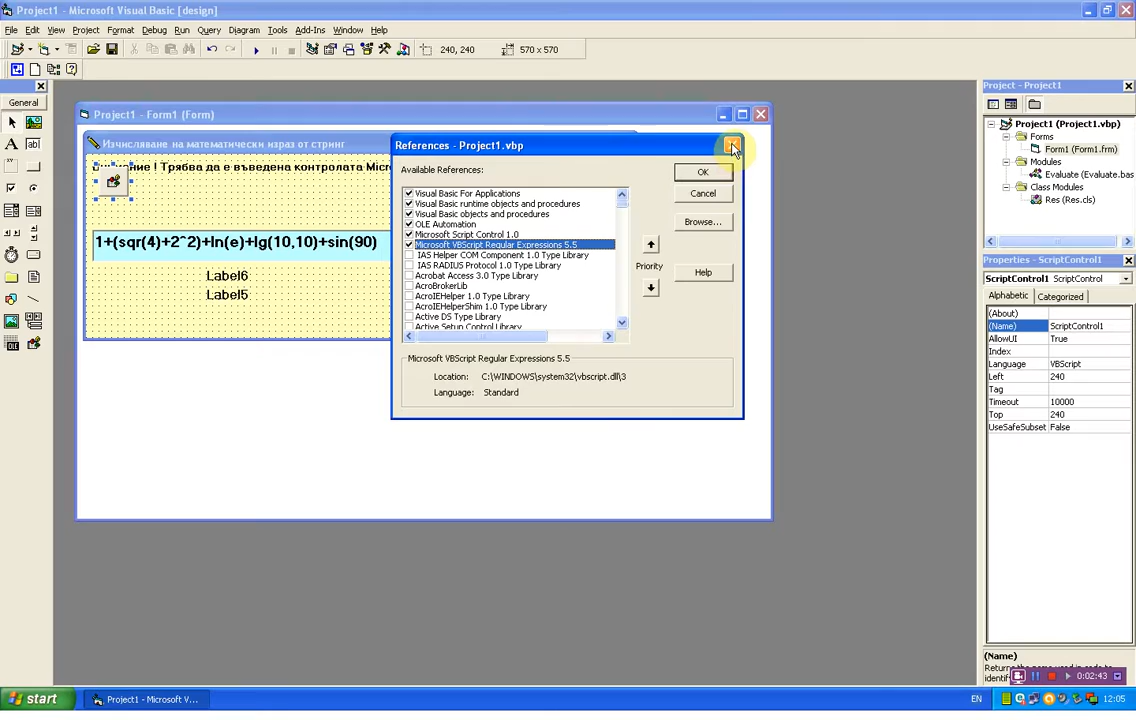 Project1 - Microsoft Visual Basic [design]
File Edit View Project Format Debug Run Query Diagram Tools Add-Ins Window Help
240, 240
570 x 570
General
Project1 - Form1 (Form)
Изчисляване на математически израз от стринг
Трябва да е въведена контролата Micr
1+(sqr(4)+2^2)+ln(e)+lg(10,10)+sin(90)
Label6
Label5
References - Project1.vbp
Available References:
Visual Basic For Applications
Visual Basic runtime objects and procedures
Visual Basic objects and procedures
OLE Automation
Microsoft Script Control 1.0
Microsoft VBScript Regular Expressions 5.5
IAS Helper COM Component 1.0 Type Library
IAS RADIUS Protocol 1.0 Type Library
Acrobat Access 3.0 Type Library
AcroBrokerLib
AcroIEHelper 1.0 Type Library
AcroIEHelperShim 1.0 Type Library
Active DS Type Library
Active Setup Control Library
OK
Cancel
Browse...
Priority
Help
Microsoft VBScript Regular Expressions 5.5
Location: C:\WINDOWS\system32\vbscript.dll\3
Language: Standard
Project - Project1
Project1 (Project1.vbp)
Forms
Form1 (Form1.frm)
Modules
Evaluate (Evaluate.bas
Class Modules
Res (Res.cls)
Properties - ScriptControl1
ScriptControl1 ScriptControl
Alphabetic Categorized
(About)
(Name) ScriptControl1
AllowUI True
Index
Language VBScript
Left 240
Tag
Timeout 10000
Top 240
UseSafeSubset False
(Name)
Returns the name used in code to
identif
0:02:43
start
Project1 - Microsoft V...
EN
12:05